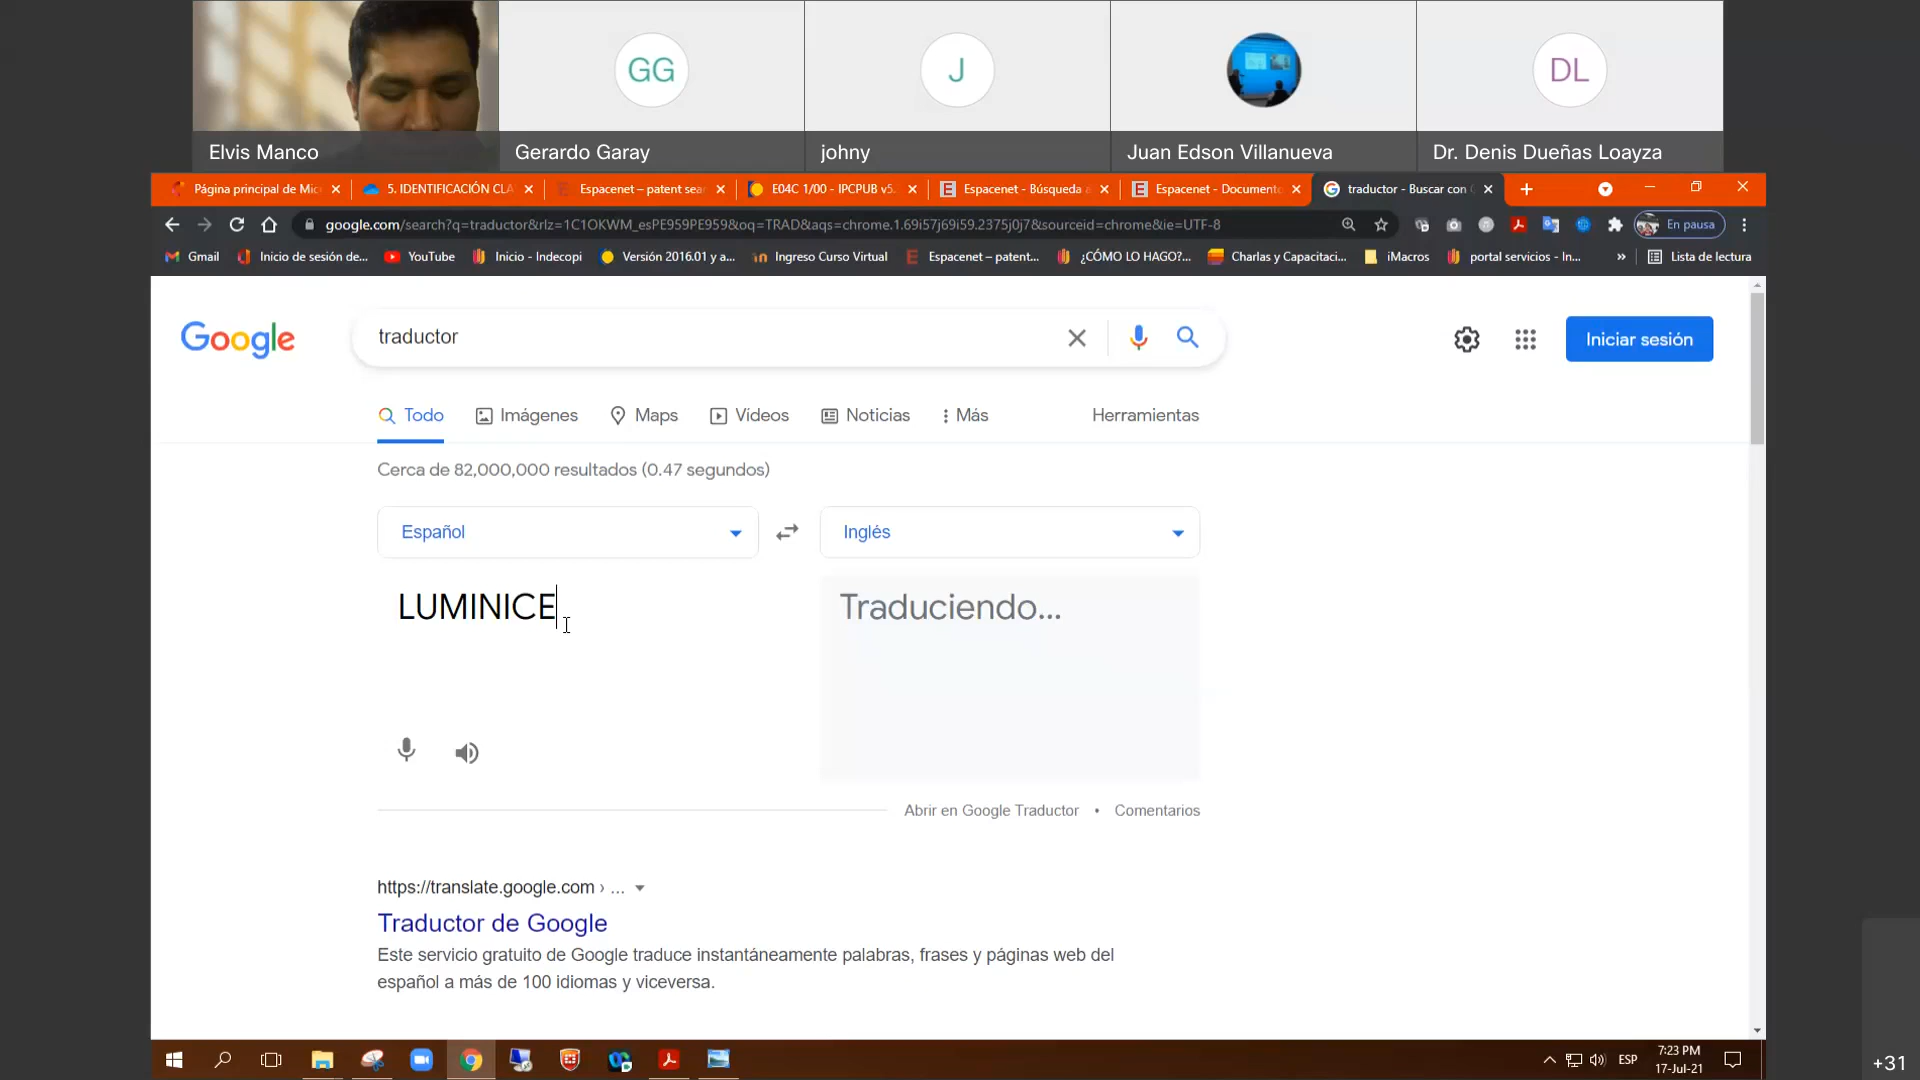 GG
J
DL
Elvis Manco
Gerardo Garay
johny
Juan Edson Villanueva
Dr. Denis Dueñas Loayza
Página principal de Mic
5. IDENTIFICACIÓN CLA
Espacenet – patent sea
E04C 1/00 - IPCPUB v5.
Espacenet - Búsqueda a
Espacenet - Documento
traductor - Buscar con
google.com/search?q=traductor&rlz=1C1OKWM_esPE959PE959&oq=TRAD&aqs=chrome.1.69i57j69i59.2375j0j7&sourceid=chrome&ie=UTF-8
En pausa
Gmail
Inicio de sesión de...
YouTube
Inicio - Indecopi
Versión 2016.01 y a...
Ingreso Curso Virtual
Espacenet – patent...
¿CÓMO LO HAGO?...
Charlas y Capacitaci...
iMacros
portal servicios - In...
»
Lista de lectura
Google
traductor
Iniciar sesión
Todo
Imágenes
Maps
Videos
Noticias
Más
Herramientas
Cerca de 82,000,000 resultados (0.47 segundos)
Español
Inglés
LUMINICE
Traduciendo...
Abrir en Google Traductor • Comentarios
https://translate.google.com › ...
Traductor de Google
Este servicio gratuito de Google traduce instantáneamente palabras, frases y páginas web del
español a más de 100 idiomas y viceversa.
ESP
7:23 PM
17-Jul-21
+31